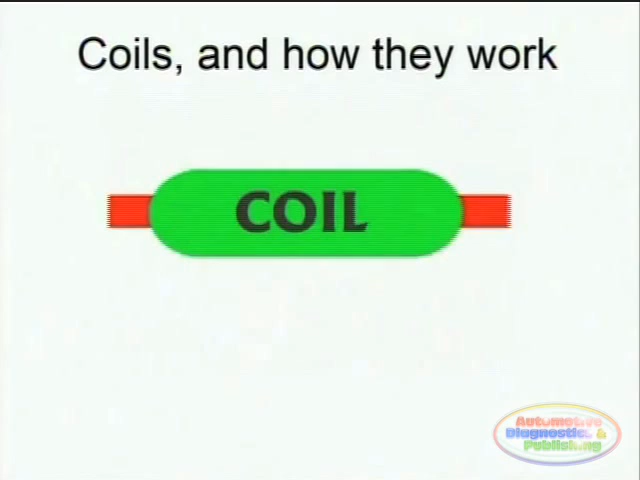 Coils, and how they work
COIL
Automotive
Diagnostic &
Publishing